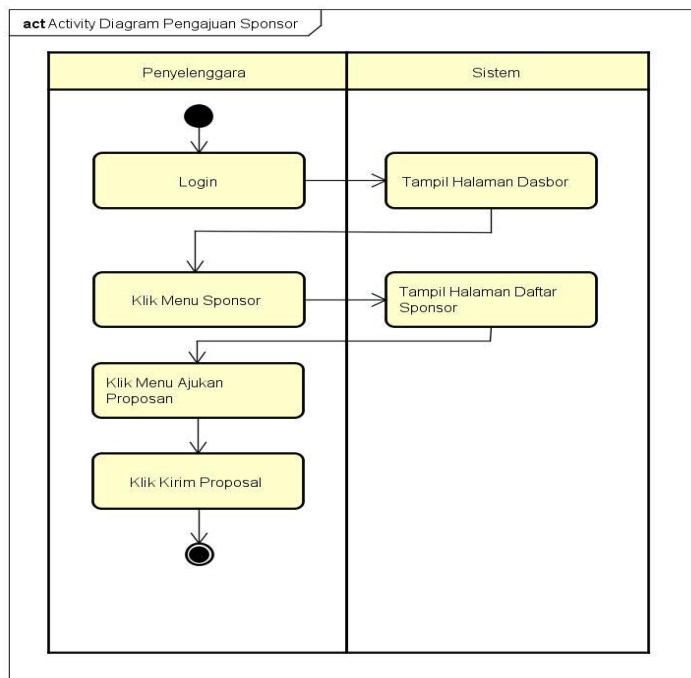 act Activity Diagram Pengajuan Sponsor
Penyelenggara
Sistem
Login
Tampil Halaman Dasbor
Klik Menu Sponsor
Tampil Halaman Daftar
Sponsor
Klik Menu Ajukan
Proposan
Klik Kirim Proposal